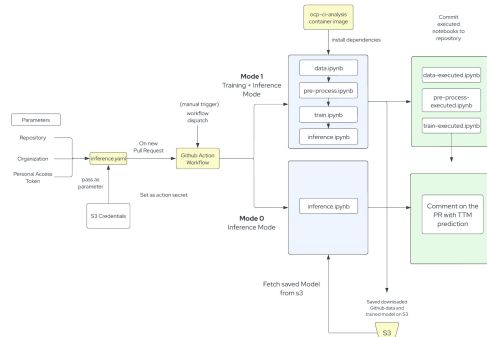 ocp-ci-analysis
container image
Commit
executed
notebooks to
repository
install dependencies
Mode 1
Training + Inference
Mode
data.ipynb
pre-process.ipynb
train.ipynb
inference.ipynb
data-executed.ipynb
pre-process-
executed.ipynb
train-executed.ipynb
(manual trigger)
workflow
dispatch
Parameters
Repository
Organization
Personal Access
Token
inference.yaml
On new
Pull Request
Github Action
Workflow
pass as
parameter
S3 Credentials
Set as action secret
Mode 0
Inference Mode
inference.ipynb
Comment on the
PR with TTM
prediction
Fetch saved Model
from s3
Saved downloaded
Github data and
trained model on S3
S3